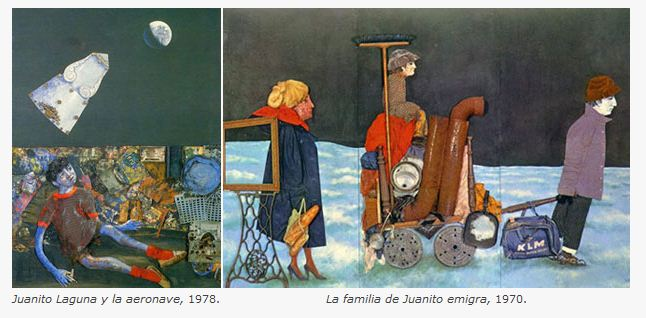 KLM
Juanito Laguna y la aeronave, 1978.
La familia de Juanito emigra, 1970.